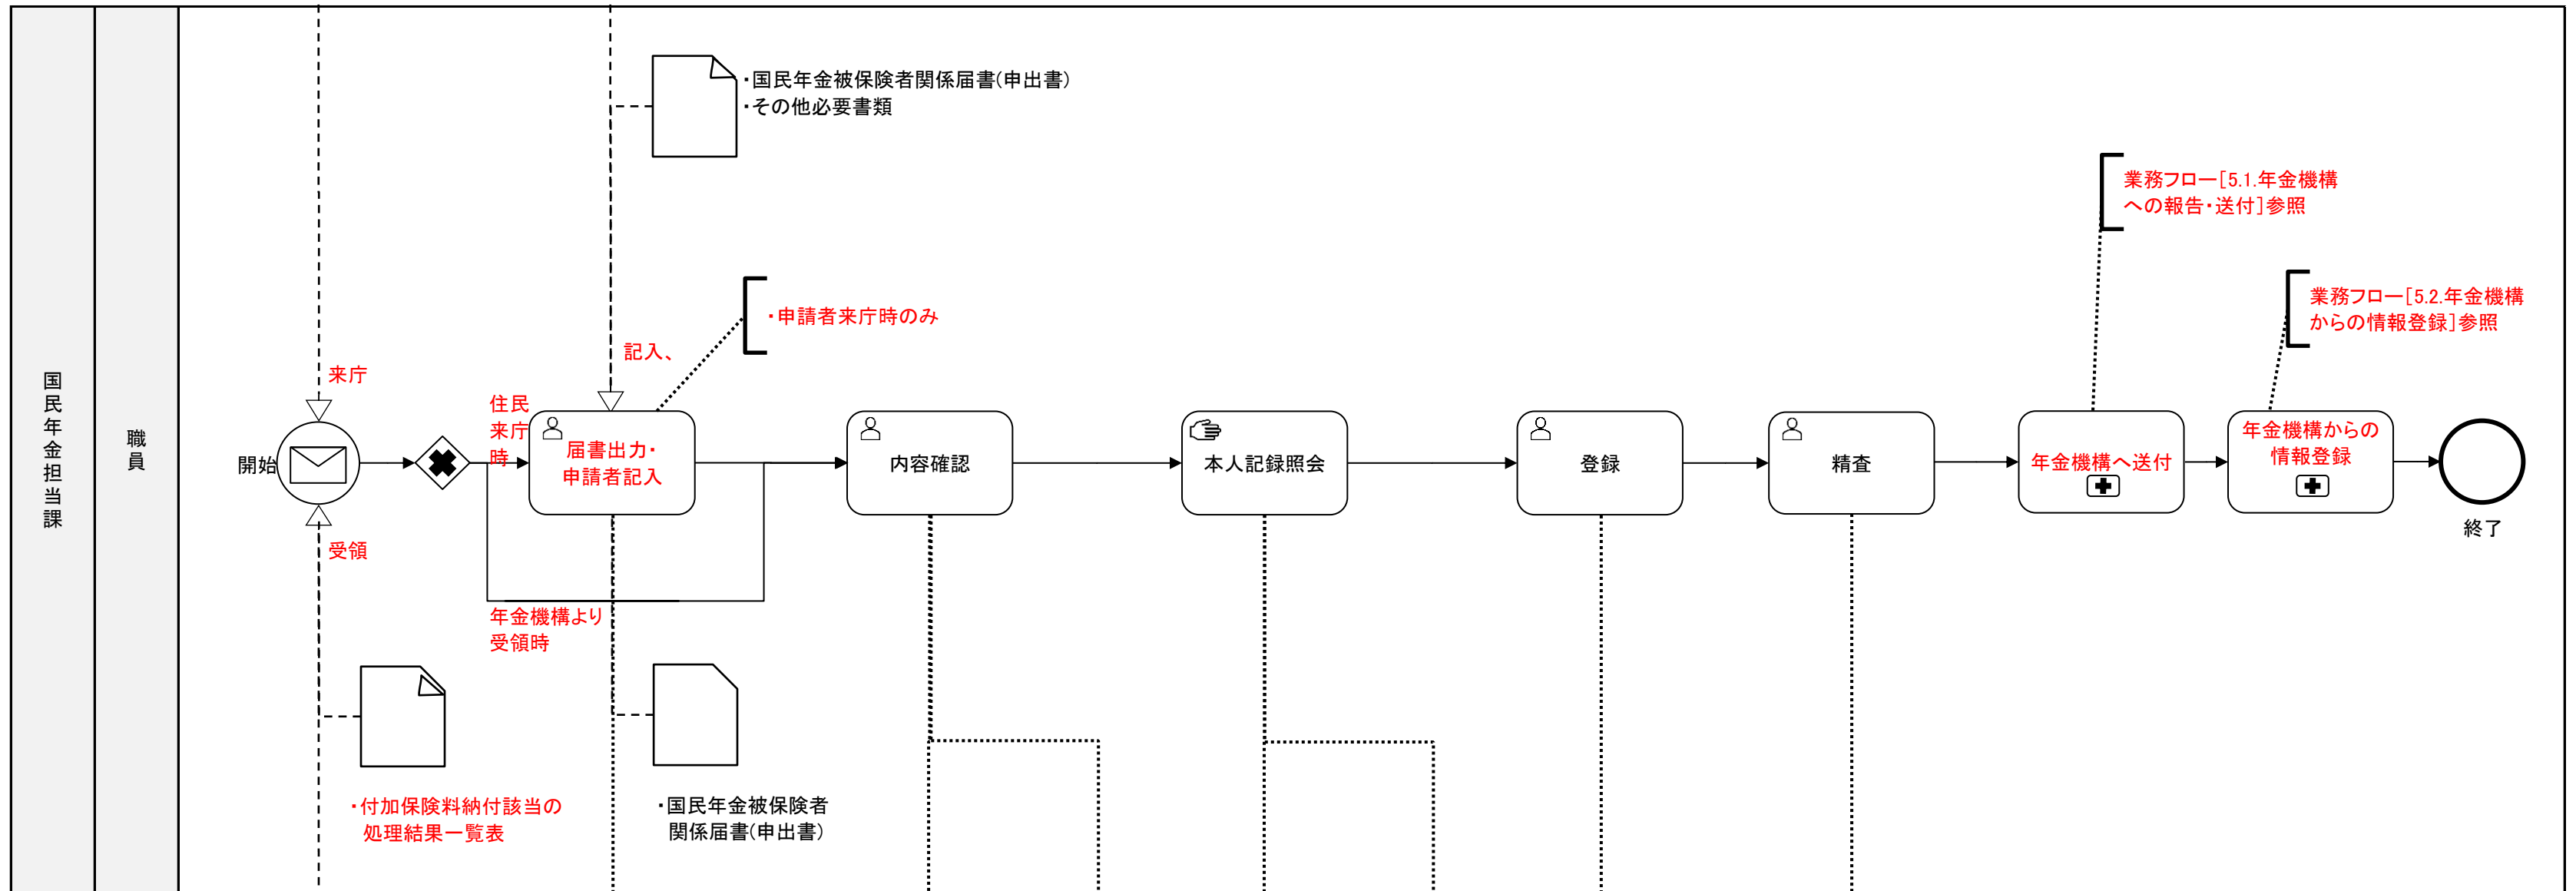 国民年金担当課
職員
・国民年金被保険者関係届書(申出書)
・その他必要書類
業務フロー[5.1.年金機構
への報告・送付]参照
業務フロー[5.2.年金機構
からの情報登録]参照
・申請者来庁時のみ
記入、
来庁
住民
来庁
時
開始
届書出力・
申請者記入
内容確認
本人記録照会
登録
精査
年金機構へ送付
年金機構からの
情報登録
終了
受領
年金機構より
受領時
・付加保険料納付該当の
処理結果一覧表
・国民年金被保険者
関係届書(申出書)